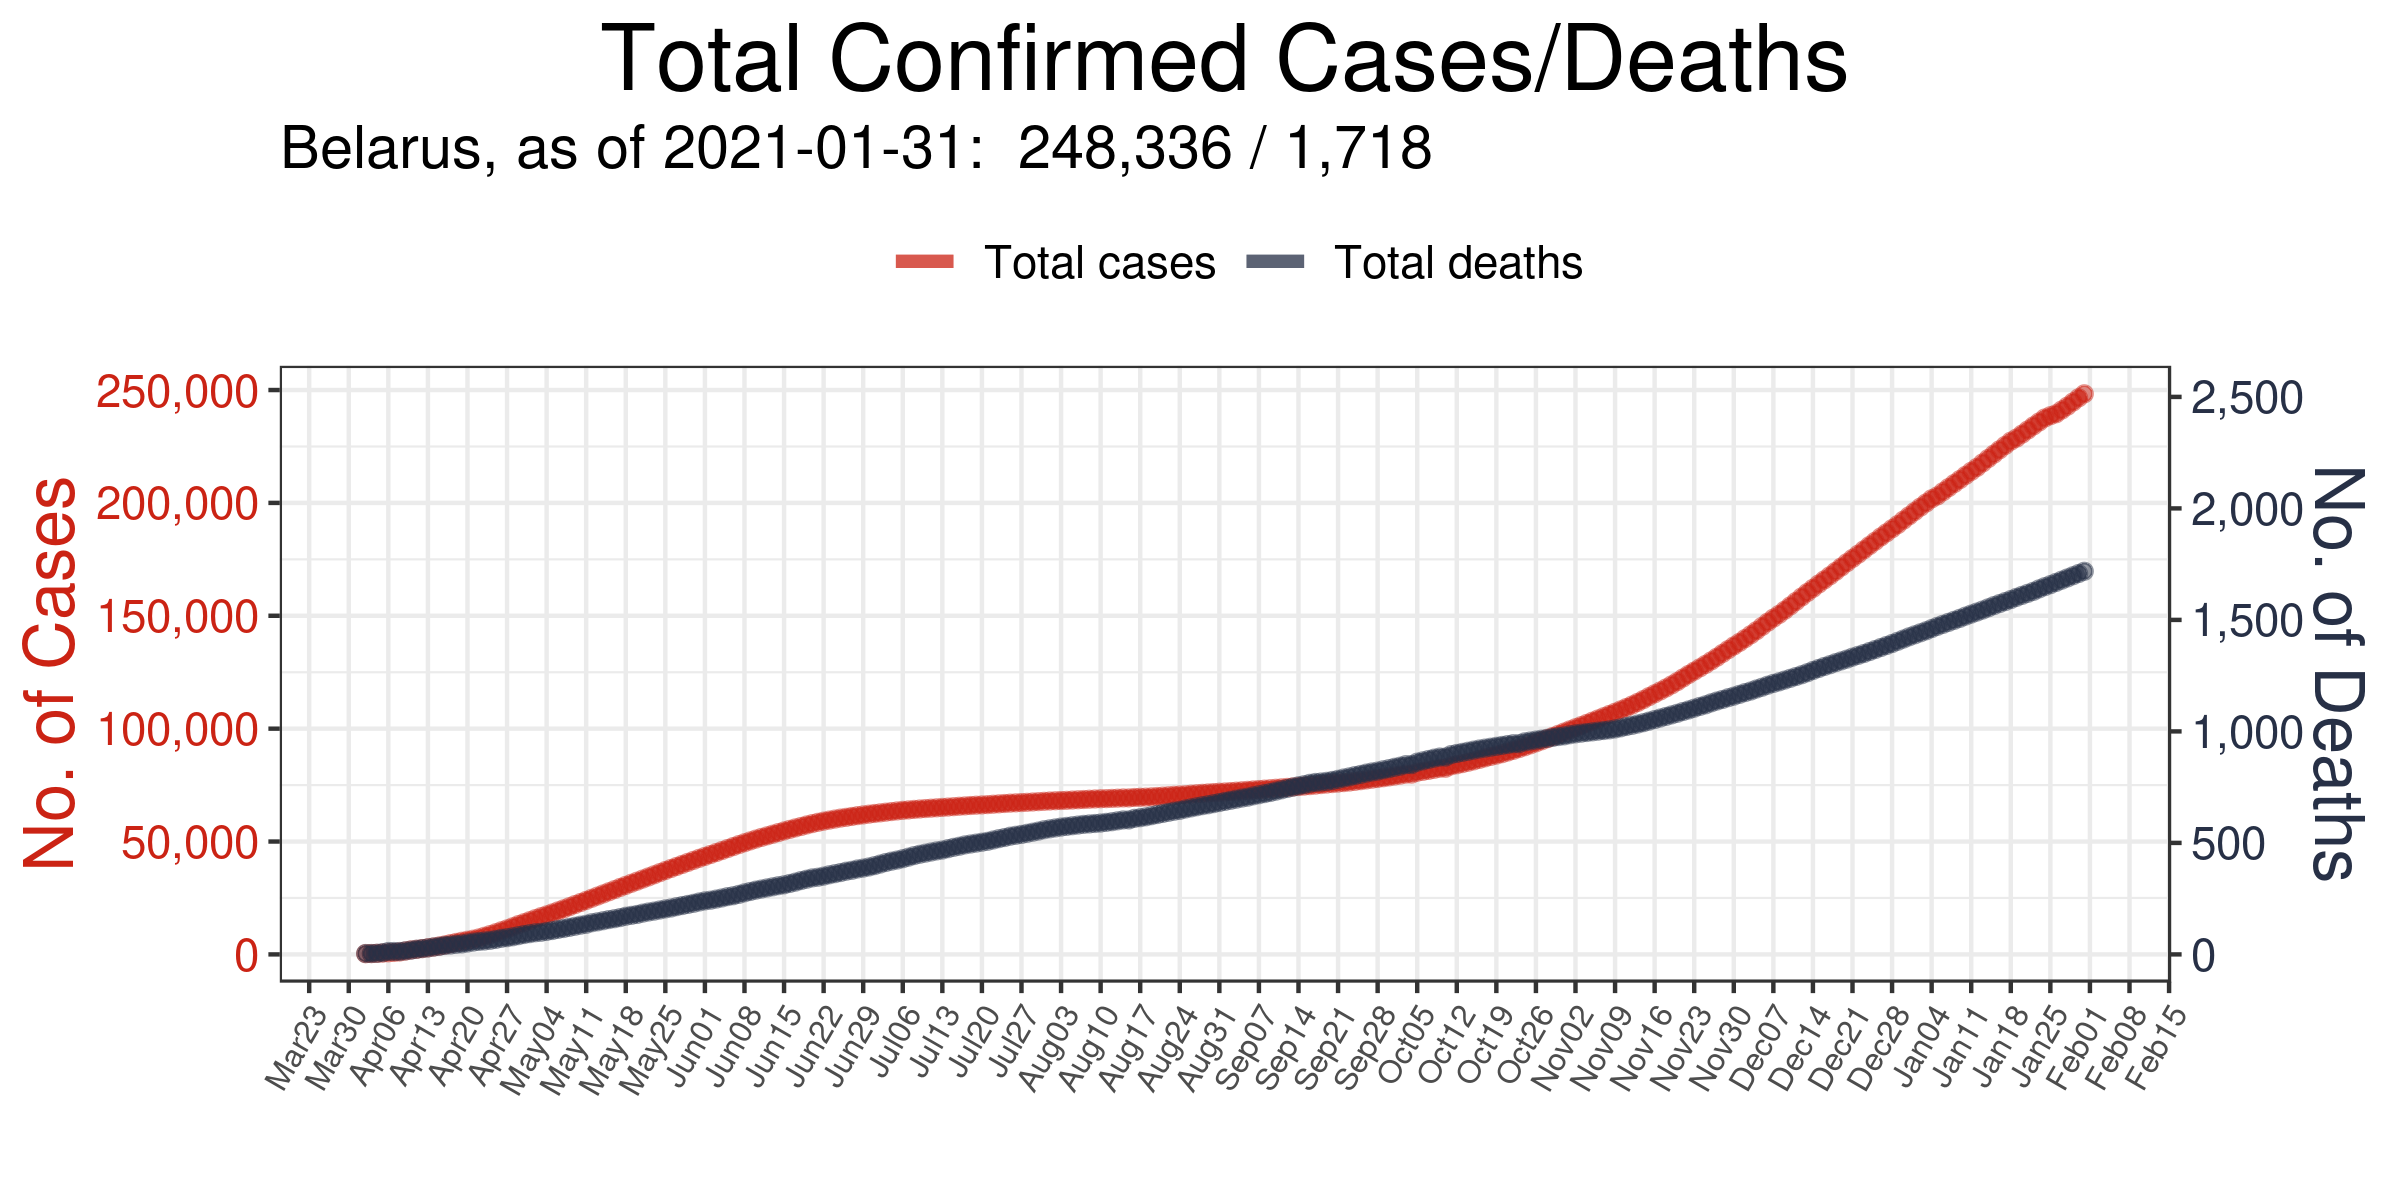 Total Confirmed Cases/Deaths
Belarus, as of 2021-01-31:  248,336 / 1,718
Total cases
Total deaths
No. of Cases
250,000
200,000
150,000
100,000
50,000
0
2,500
2,000
1,500
1,000
500
0
No. of Deaths
Mar23
Mar30
Apr06
Apr13
Apr20
Apr27
May04
May11
May18
May25
Jun01
Jun08
Jun15
Jun22
Jun29
Jul06
Jul13
Jul20
Jul27
Aug03
Aug10
Aug17
Aug24
Aug31
Sep07
Sep14
Sep21
Sep28
Oct05
Oct12
Oct19
Oct26
Nov02
Nov09
Nov16
Nov23
Nov30
Dec07
Dec14
Dec21
Dec28
Jan04
Jan11
Jan18
Jan25
Feb01
Feb08
Feb15